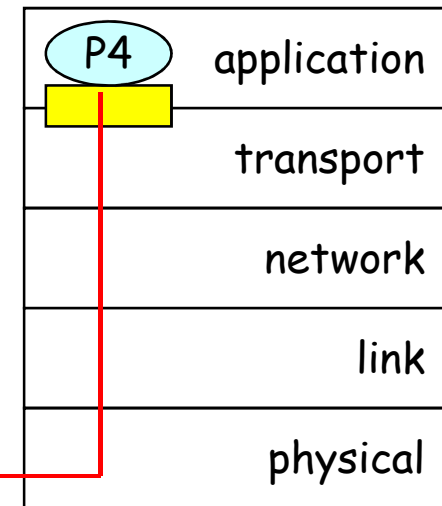 P4 application
transport
network
link
physical